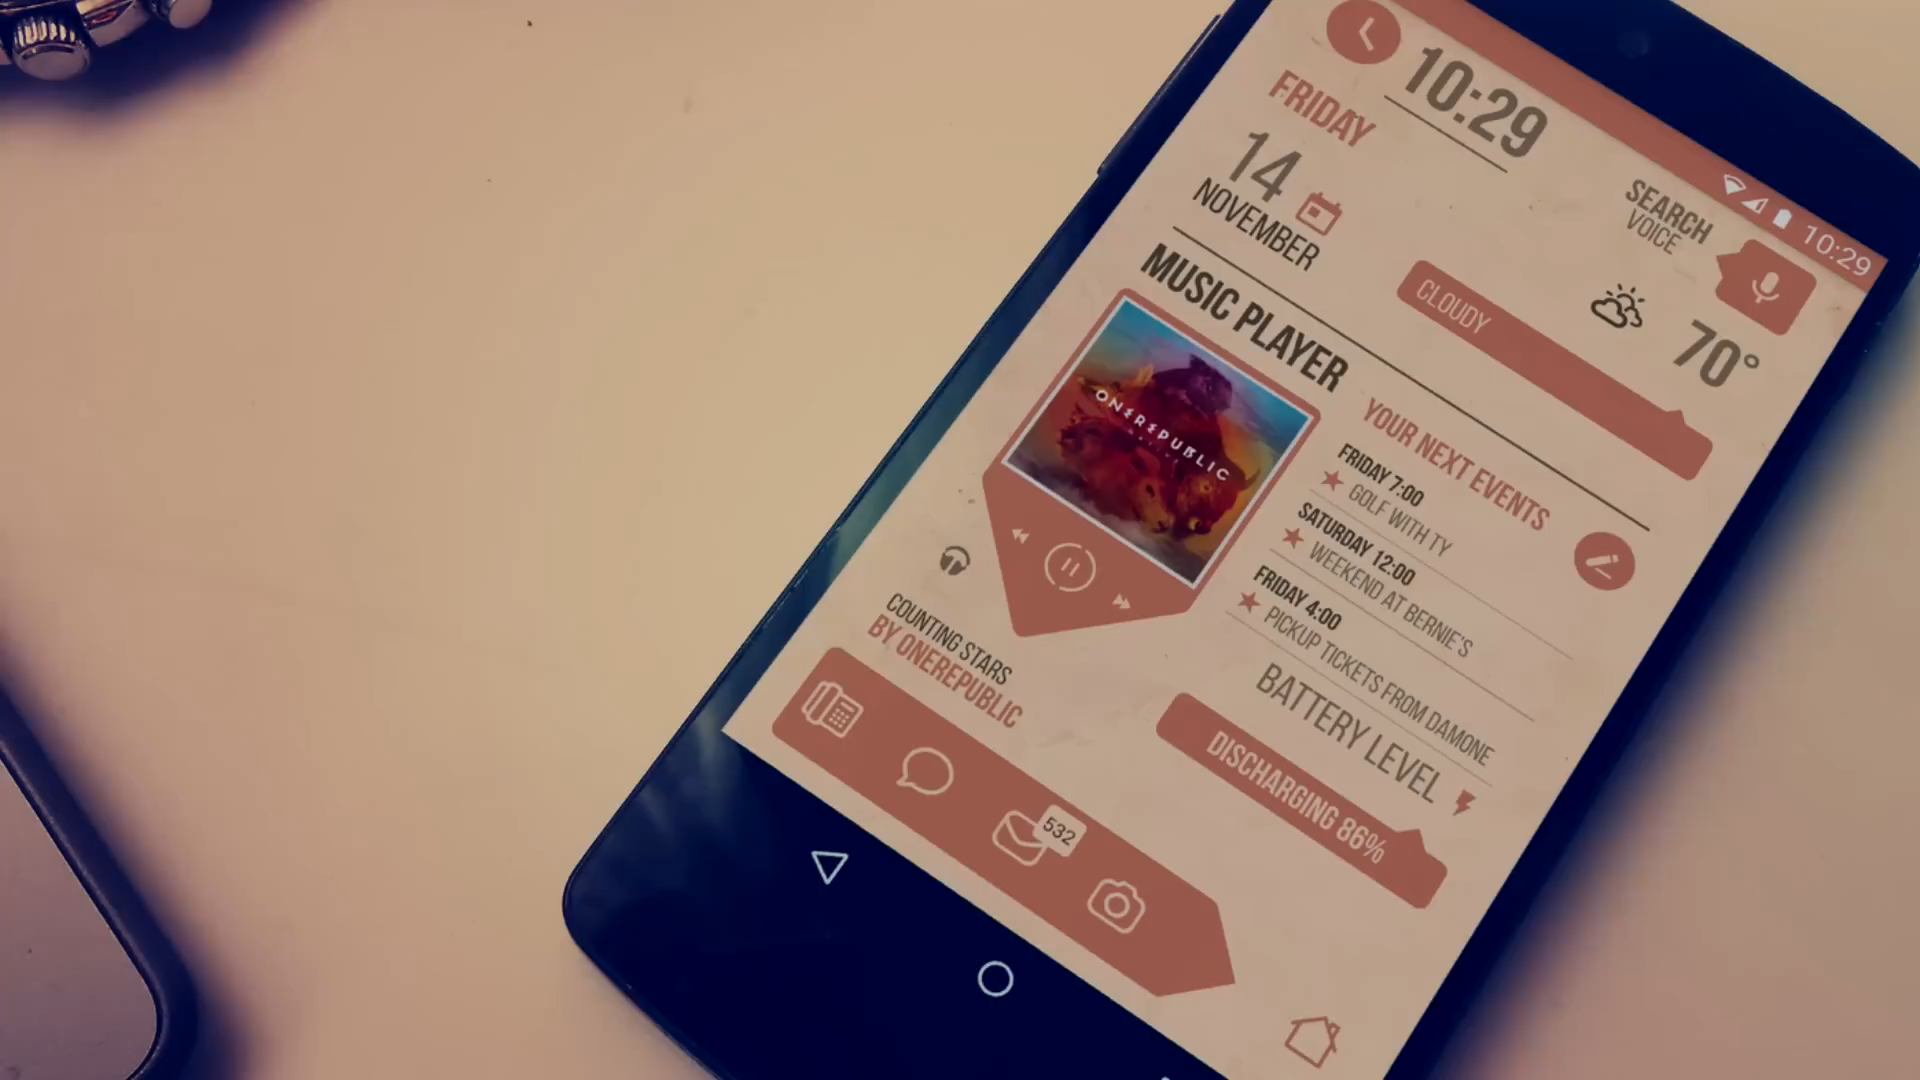 10:29
FRIDAY
14
NOVEMBER
10:29
SEARCH
VOICE
CLOUDY
70°
MUSIC PLAYER
ONEREPUBLIC
COUNTING STARS
BY ONEREPUBLIC
YOUR NEXT EVENTS
FRIDAY 7:00
GOLF WITH TY
SATURDAY 12:00
WEEKEND AT BERNIE'S
FRIDAY 4:00
PICKUP TICKETS FROM DAMONE
BATTERY LEVEL
DISCHARGING 86%
532